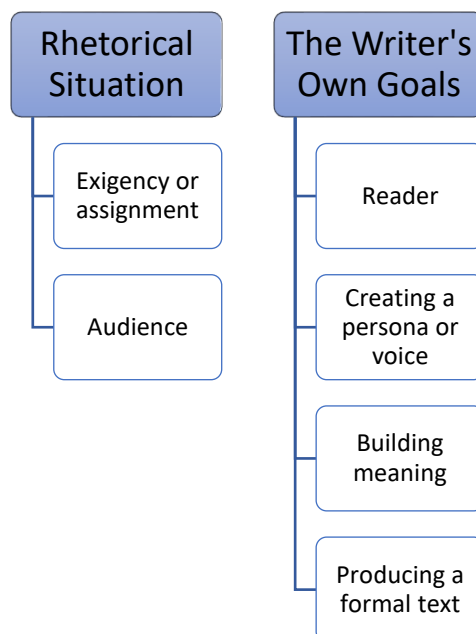 Rhetorical
Situation
Exigency or
assignment
Audience
The Writer's
Own Goals
Reader
Creating a
persona or
voice
Building
meaning
Producing a
formal text